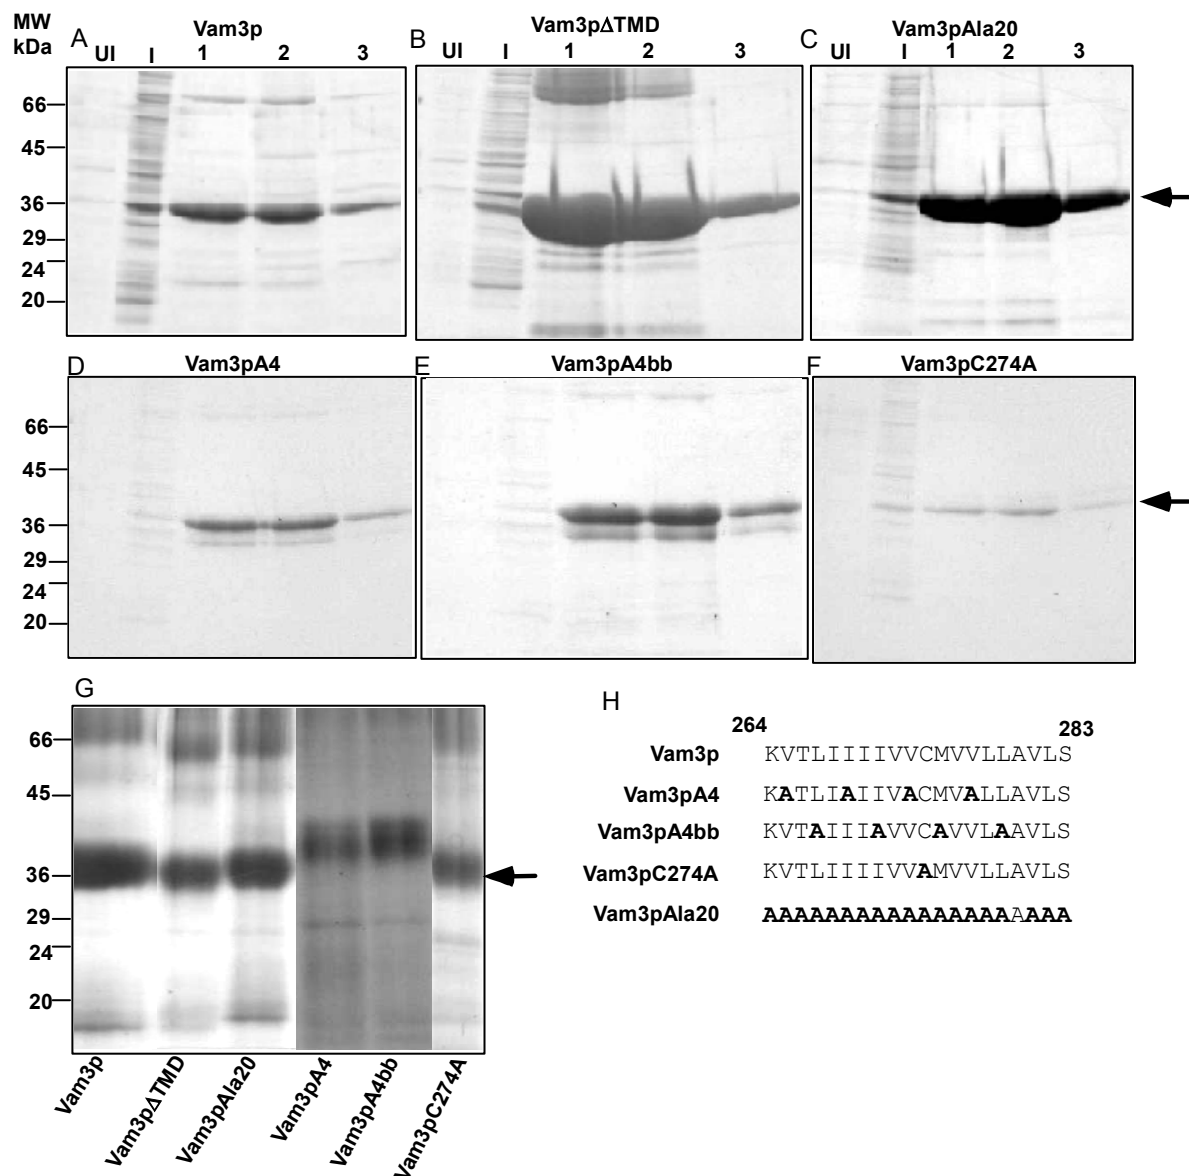 MW
kDa
A Vam3p
UI I 1 2 3
B Vam3pΔTMD
UI I 1 2 3
C Vam3pAla20
UI I 1 2 3
66
45
36
29
24
20
D Vam3pA4
E Vam3pA4bb
F Vam3pC274A
66
45
36
29
24
20
G
66
45
36
29
24
20
Vam3p
Vam3pΔTMD
Vam3pAla20
Vam3pA4
Vam3pA4bb
Vam3pC274A
H
264 283
Vam3p KVTLIIIIVVCMVVLLAVLS
Vam3pA4 KATLIAIIVACMVALLAVLS
Vam3pA4bb KVTAIIIAVVCAVVLAAVLS
Vam3pC274A KVTLIIIIVVAMVVLLAVLS
Vam3pAla20 AAAAAAAAAAAAAAAAAAAA